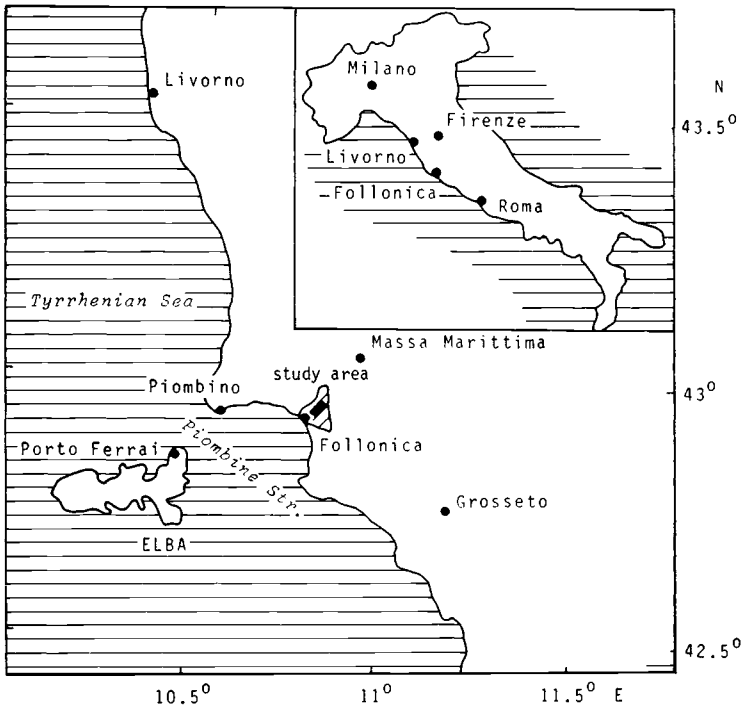 Livorno
Milano
Firenze
Livorno
Follonica
Roma
N
43.5°
Tyrrhenian Sea
Massa Marittima
study area
Piombino
43°
Piombine Str.
Follonica
Porto Ferrai
Grosseto
ELBA
42.5°
10.5° 11° 11.5° E